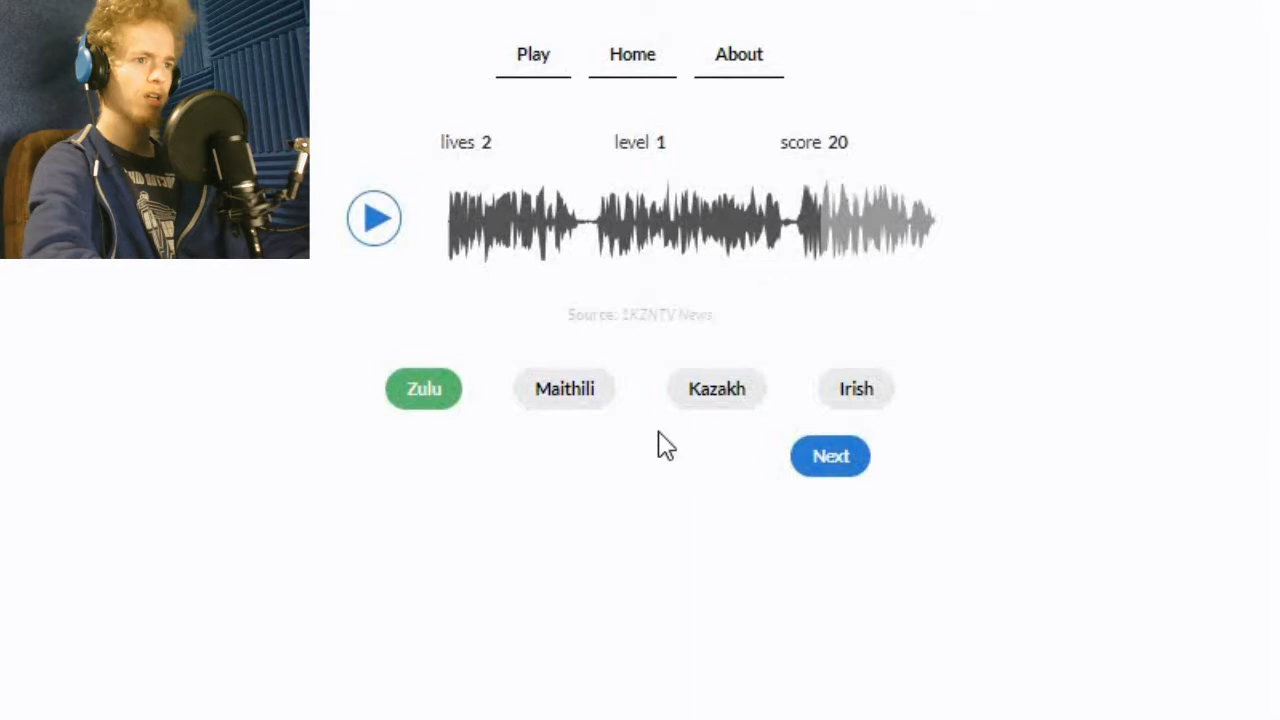 Play Home About
lives 2 level 1 score 20
Source: 1KZNTV News
Zulu Maithili Kazakh Irish
Next